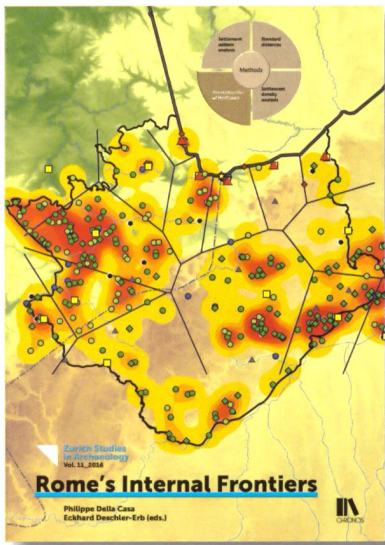 Settlement
pattern
analysis
Standard
distances
Methods
Settlement
density
analysis
Zurich Studies
in Archaeology
Vol. 11_2016
Rome's Internal Frontiers
Philippe Della Casa
Eckhard Deschler-Erb (eds.)
CHRONOS